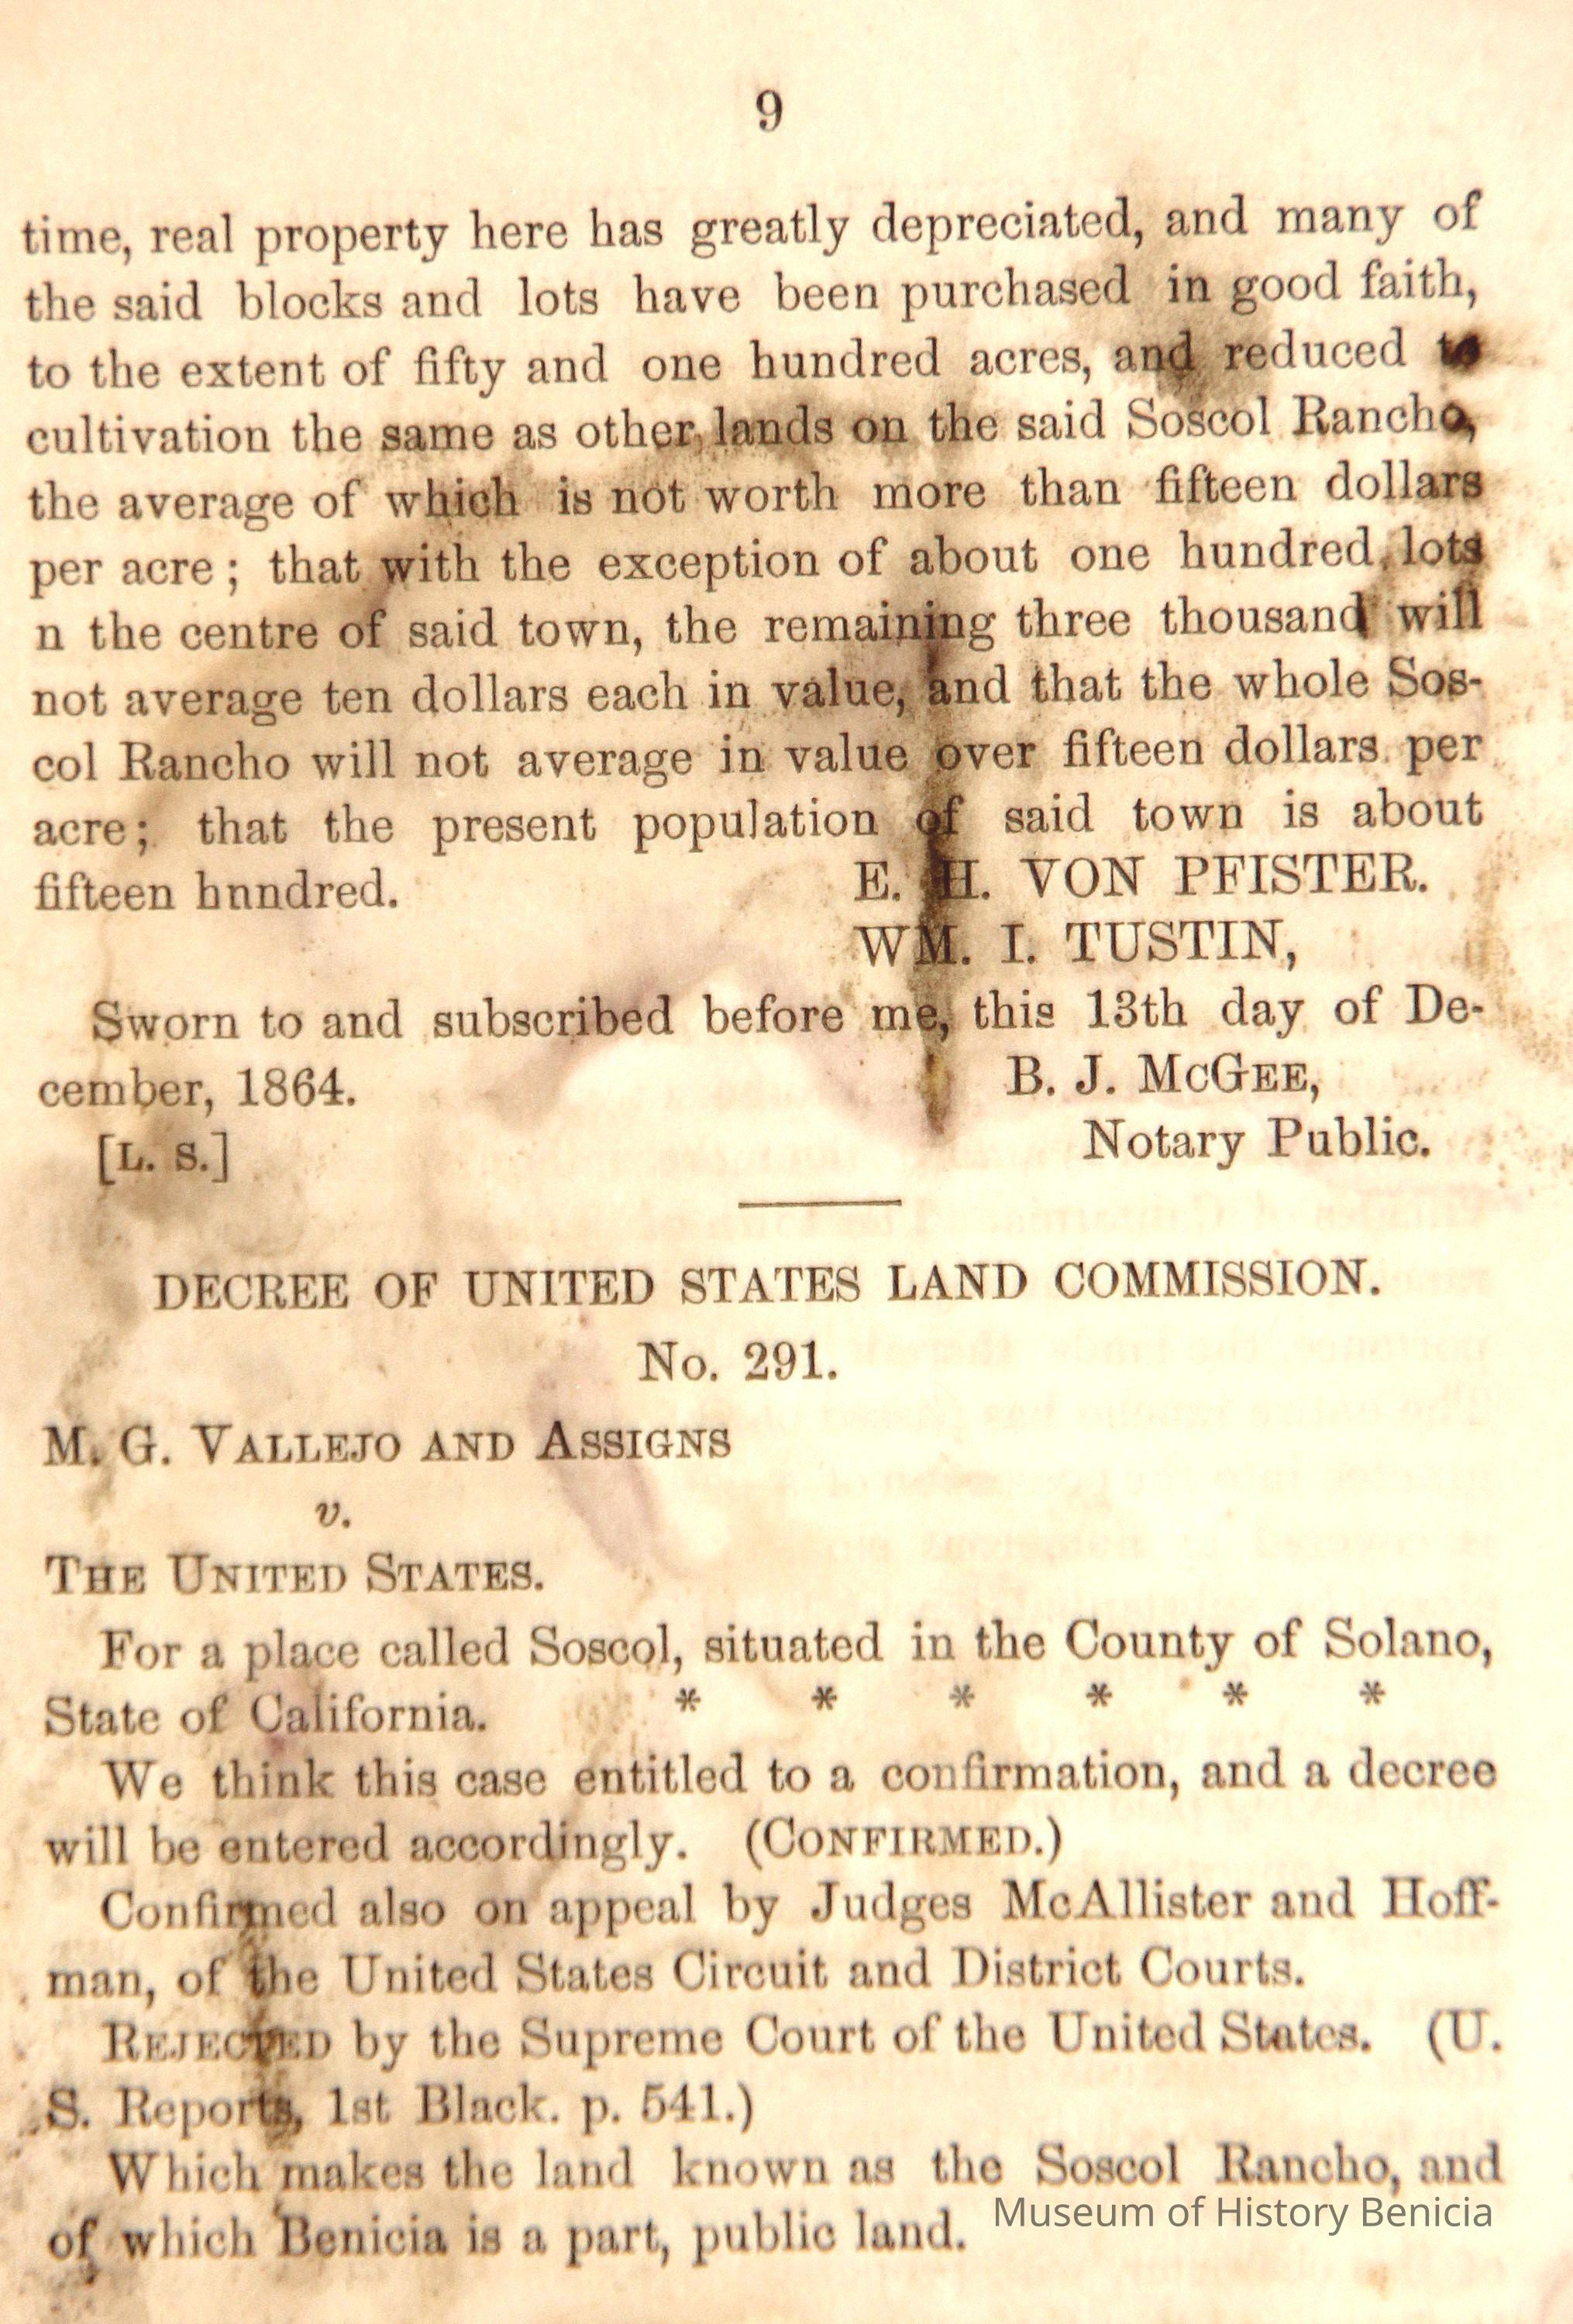 9
time, real property here has greatly depreciated, and many of
the said blocks and lots have been purchased in good faith,
to the extent of fifty and one hundred acres, and reduced to
cultivation the same as other lands on the said Soscol Rancho,
the average of which is not worth more than fifteen dollars
per acre; that with the exception of about one hundred lots
n the centre of said town, the remaining three thousand will
not average ten dollars each in value, and that the whole Sos-
col Rancho will not average in value over fifteen dollars per
acre; that the present population of said town is about
fifteen hnndred. E. H. VON PFISTER.
WM. I. TUSTIN,
Sworn to and subscribed before me, this 13th day of De-
cember, 1864. B. J. McGEE,
[L. S.] Notary Public.
DECREE OF UNITED STATES LAND COMMISSION.
No. 291.
M. G. VALLEJO AND ASSIGNS
v.
THE UNITED STATES.
For a place called Soscol, situated in the County of Solano,
State of California. * * * * * *
We think this case entitled to a confirmation, and a decree
will be entered accordingly. (CONFIRMED.)
Confirmed also on appeal by Judges McAllister and Hoff-
man, of the United States Circuit and District Courts.
REJECTED by the Supreme Court of the United States. (U.
S. Reports, 1st Black. p. 541.)
Which makes the land known as the Soscol Rancho, and
of which Benicia is a part, public land.
Museum of History Benicia